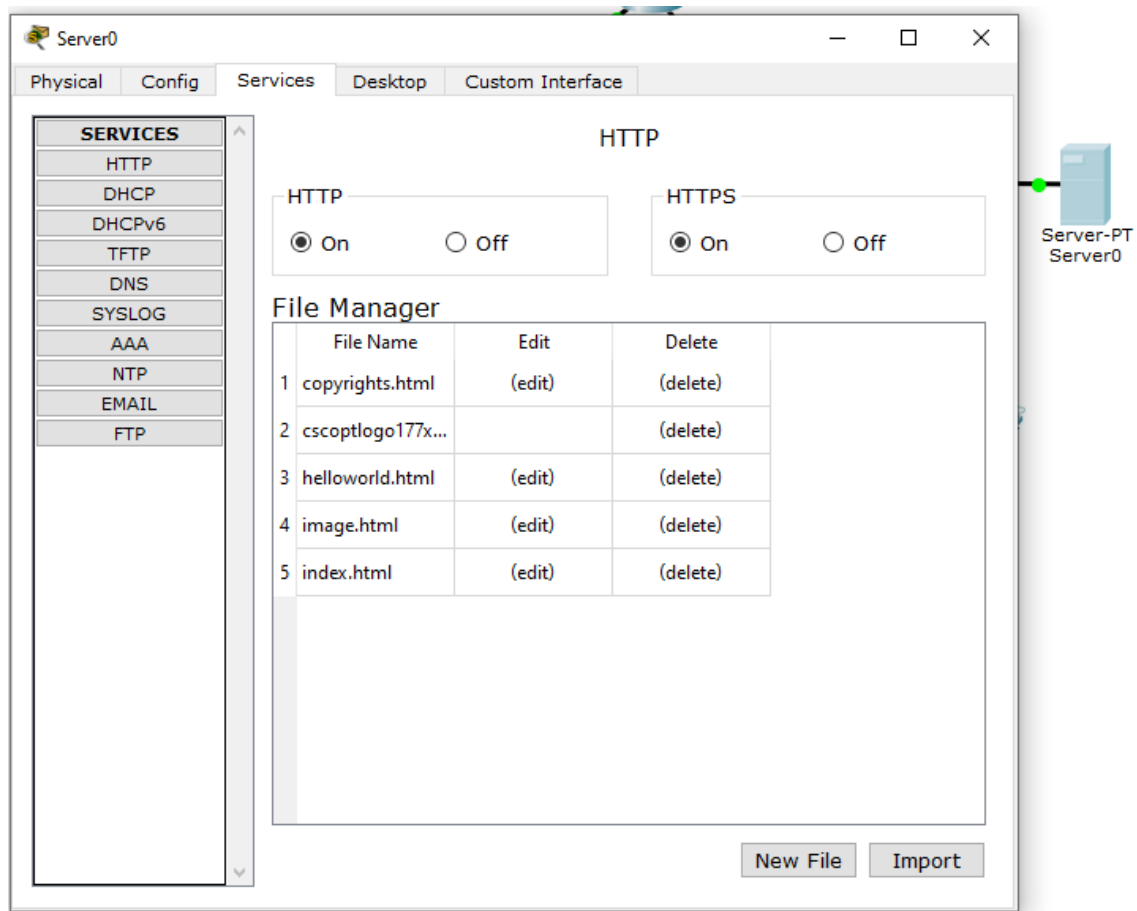 Server0
Physical Config Services Desktop Custom Interface
SERVICES
HTTP
DHCP
DHCPv6
TFTP
DNS
SYSLOG
AAA
NTP
EMAIL
FTP
HTTP
HTTP
On Off
HTTPS
On Off
File Manager
File Name Edit Delete
1 copyrights.html (edit) (delete)
2 cscoptlogo177x... (delete)
3 helloworld.html (edit) (delete)
4 image.html (edit) (delete)
5 index.html (edit) (delete)
New File Import
Server-PT
Server0